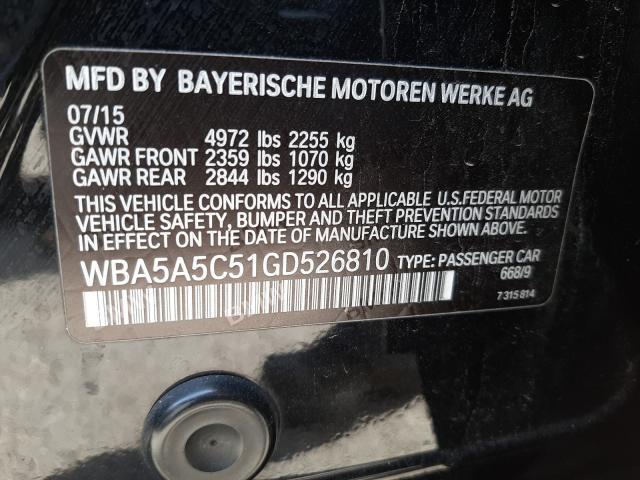 MFD BY BAYERISCHE MOTOREN WERKE AG
07/15
GVWR 4972 lbs 2255 kg
GAWR FRONT 2359 lbs 1070 kg
GAWR REAR 2844 lbs 1290 kg
THIS VEHICLE CONFORMS TO ALL APPLICABLE U.S.FEDERAL MOTOR
VEHICLE SAFETY, BUMPER AND THEFT PREVENTION STANDARDS
IN EFFECT ON THE DATE OF MANUFACTURE SHOWN ABOVE.
WBA5A5C51GD526810 TYPE: PASSENGER CAR
668/9
7 315 814